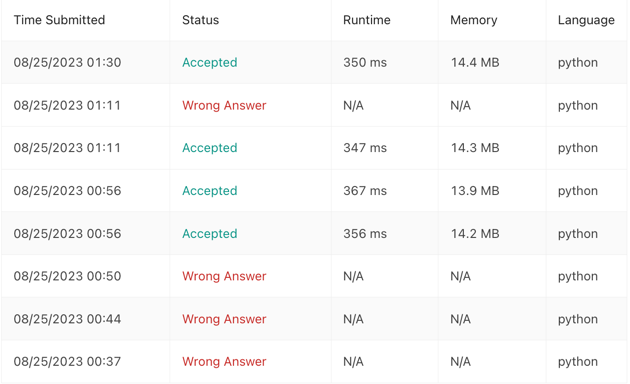 Time Submitted Status Runtime Memory Language
08/25/2023 01:30 Accepted 350 ms 14.4 MB python
08/25/2023 01:11 Wrong Answer N/A N/A python
08/25/2023 01:11 Accepted 347 ms 14.3 MB python
08/25/2023 00:56 Accepted 367 ms 13.9 MB python
08/25/2023 00:56 Accepted 356 ms 14.2 MB python
08/25/2023 00:50 Wrong Answer N/A N/A python
08/25/2023 00:44 Wrong Answer N/A N/A python
08/25/2023 00:37 Wrong Answer N/A N/A python